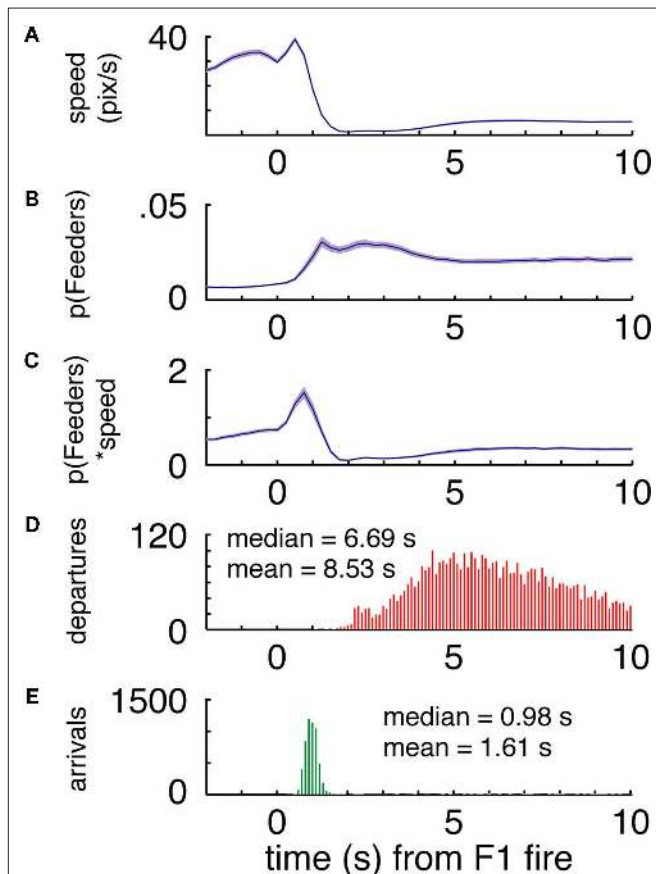 A
speed
(pix/s)
40
0
5
10
B
p(Feeders)
.05
0
0
5
10
C
p(Feeders)
*speed
2
0
0
5
10
D
departures
120
0
median = 6.69 s
mean = 8.53 s
0
5
10
E
arrivals
1500
0
median = 0.98 s
mean = 1.61 s
0
5
10
time (s) from F1 fire